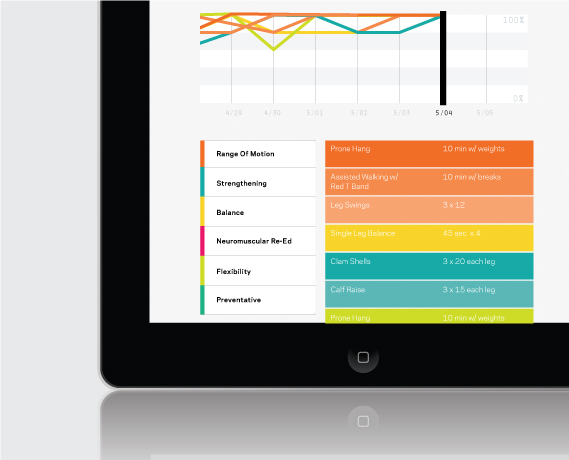 100%
0%
4/29 4/30 5/01 5/02 5/03 5/04 5/05
Range Of Motion
Strengthening
Balance
Neuromuscular Re-Ed
Flexibility
Preventative
Prone Hang 10 min w/ weights
Assisted Walking w/ 10 min w/ breaks
Red T Band
Leg Swings 3 x 12
Single Leg Balance 45 sec x 4
Clam Shells 3 x 20 each leg
Calf Raise 3 x 15 each leg
Prone Hang 10 min w/ weights